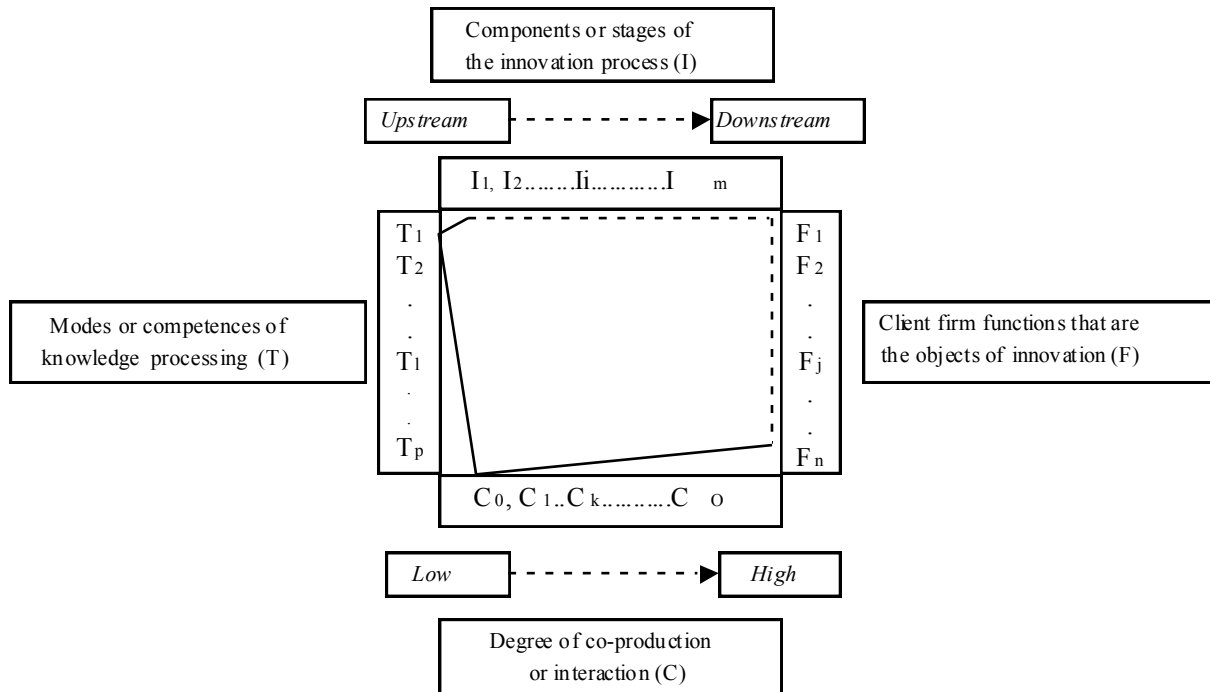 Components or stages of
the innovation process (I)
Upstream
Downstream
I1, I2.......Ii...........I m
T1
T2
.
.
Tl
.
.
Tp
F1
F2
.
.
Fj
.
.
Fn
Modes or competences of
knowledge processing (T)
Client firm functions that are
the objects of innovation (F)
C0, C1..Ck..........C O
Low
High
Degree of co-production
or interaction (C)